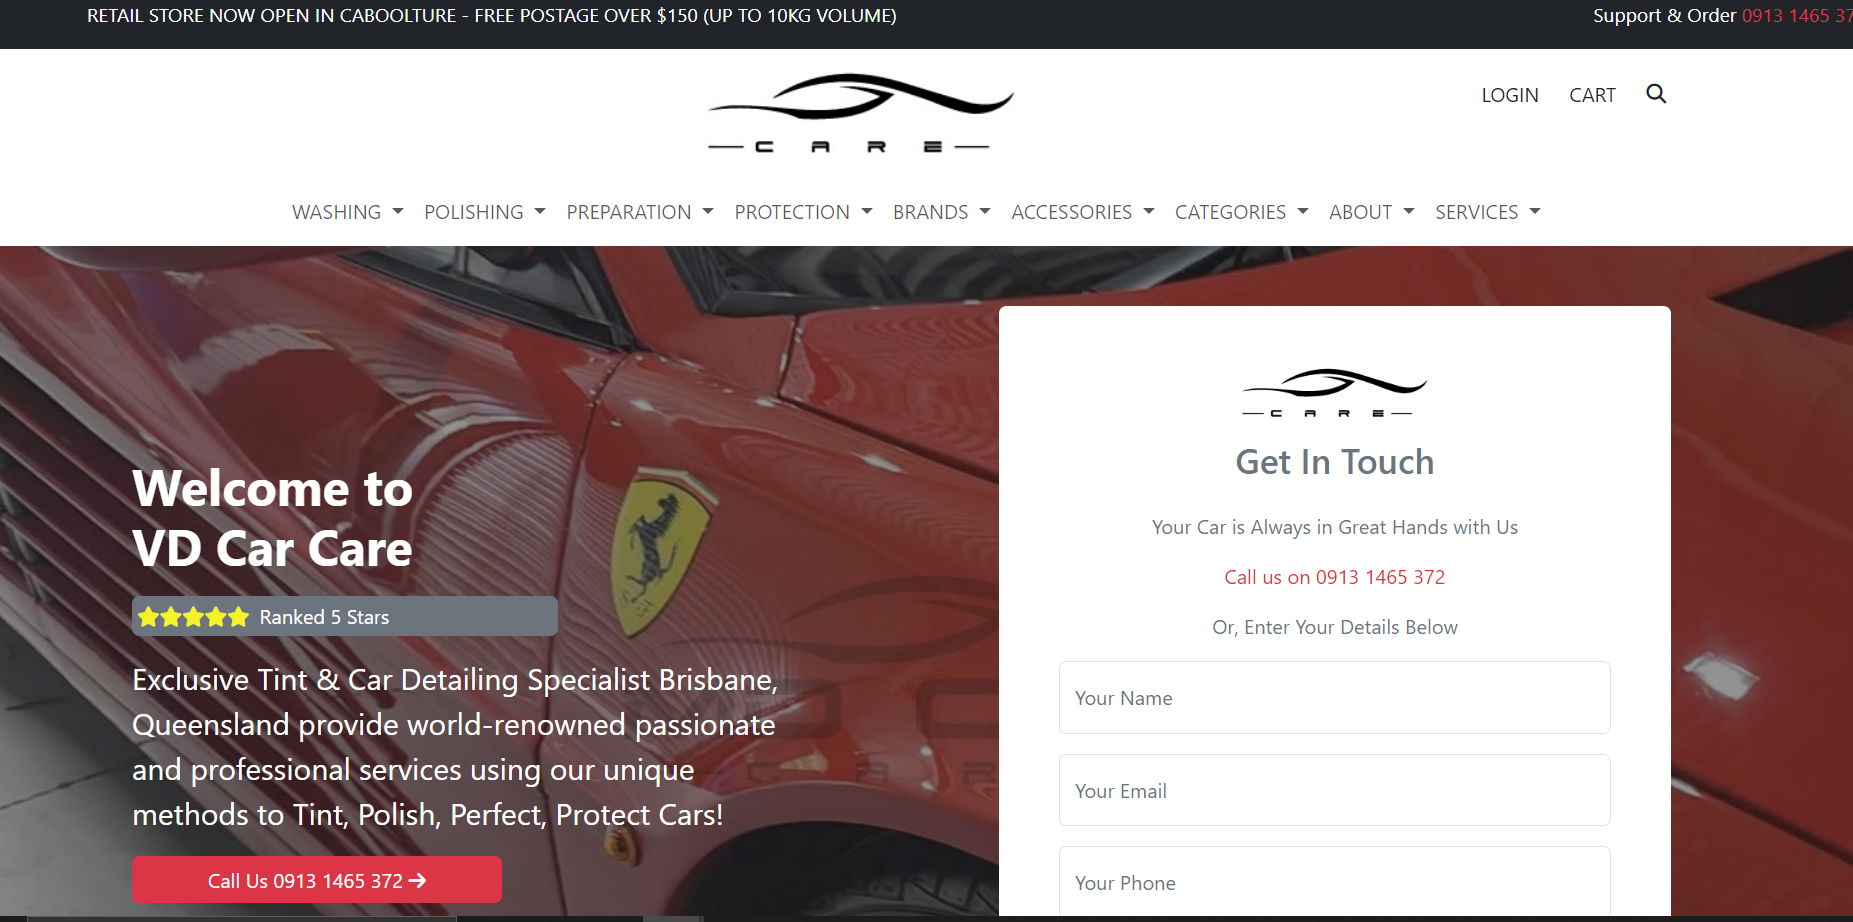 RETAIL STORE NOW OPEN IN CABOOLTURE - FREE POSTAGE OVER $150 (UP TO 10KG VOLUME)
Support & Order 0913 1465 37
CARE
LOGIN CART
WASHING POLISHING PREPARATION PROTECTION BRANDS ACCESSORIES CATEGORIES ABOUT SERVICES
Welcome to
VD Car Care
Ranked 5 Stars
Exclusive Tint & Car Detailing Specialist Brisbane,
Queensland provide world-renowned passionate
and professional services using our unique
methods to Tint, Polish, Perfect, Protect Cars!
Call Us 0913 1465 372
CARE
Get In Touch
Your Car is Always in Great Hands with Us
Call us on 0913 1465 372
Or, Enter Your Details Below
Your Name
Your Email
Your Phone